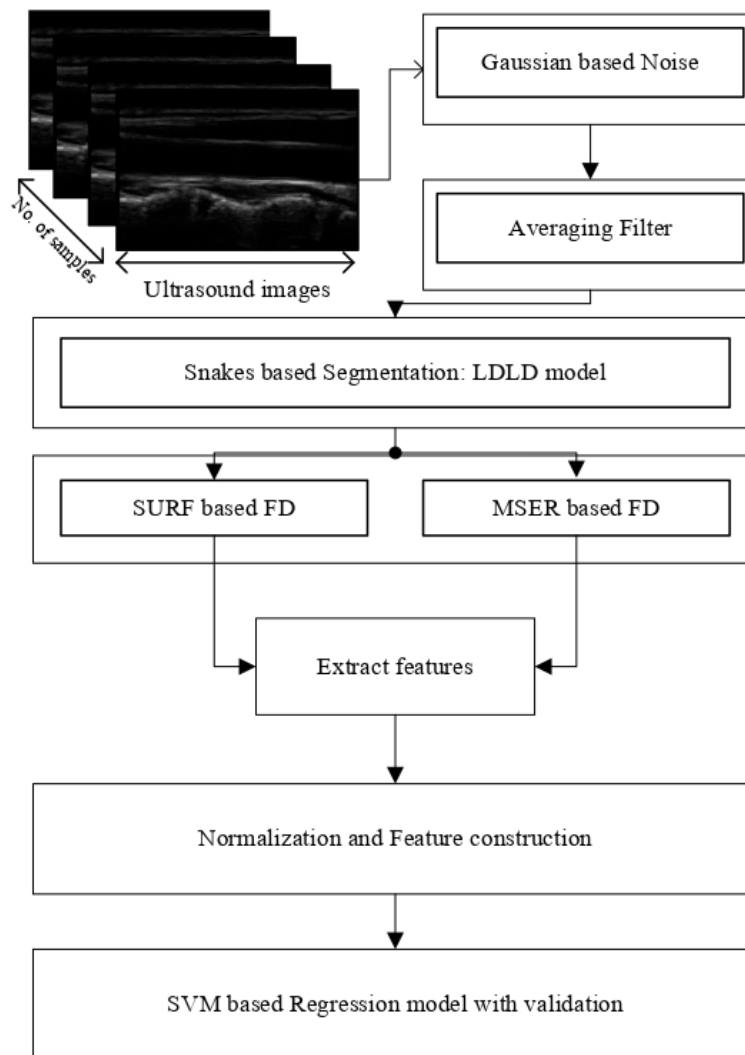 Gaussian based Noise
No. of samples
Averaging Filter
Ultrasound images
Snakes based Segmentation: LDLD model
SURF based FD
MSER based FD
Extract features
Normalization and Feature construction
SVM based Regression model with validation